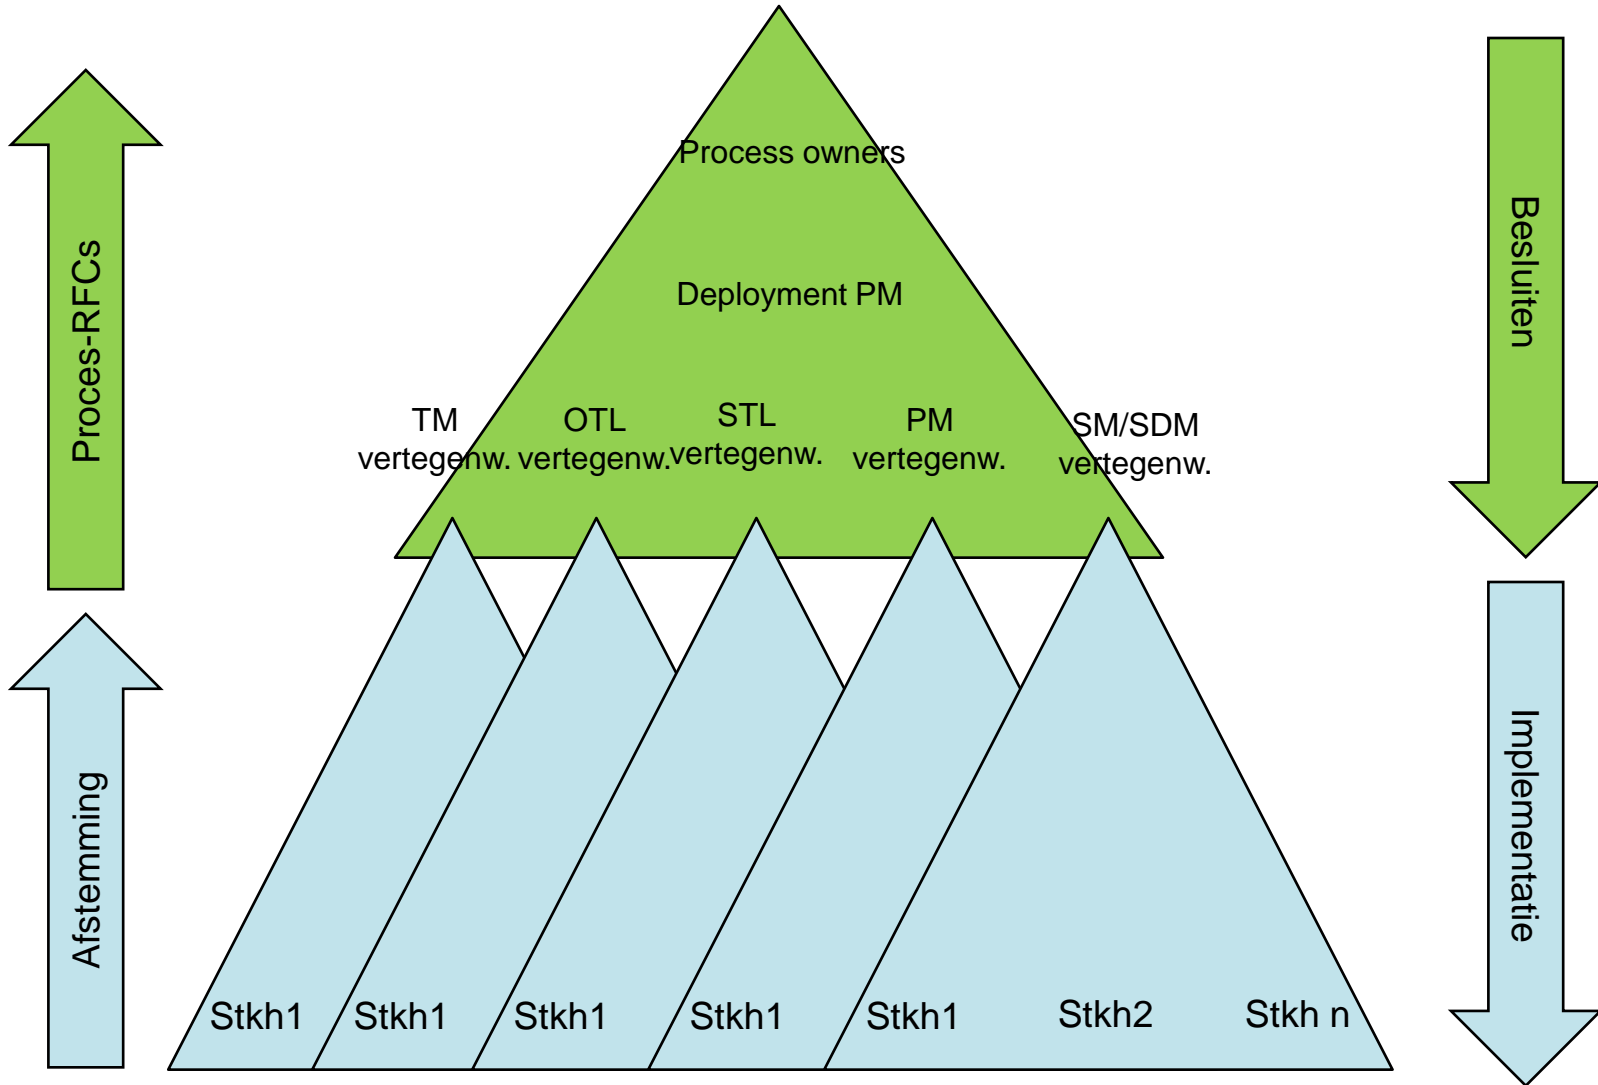 Process owners
Deployment PM
TM
vertegenw.
OTL
vertegenw.
STL
vertegenw.
PM
vertegenw.
SM/SDM
vertegenw.
Proces-RFCs
Besluiten
Afstemming
Implementatie
Stkh1
Stkh1
Stkh1
Stkh1
Stkh1
Stkh2
Stkh n